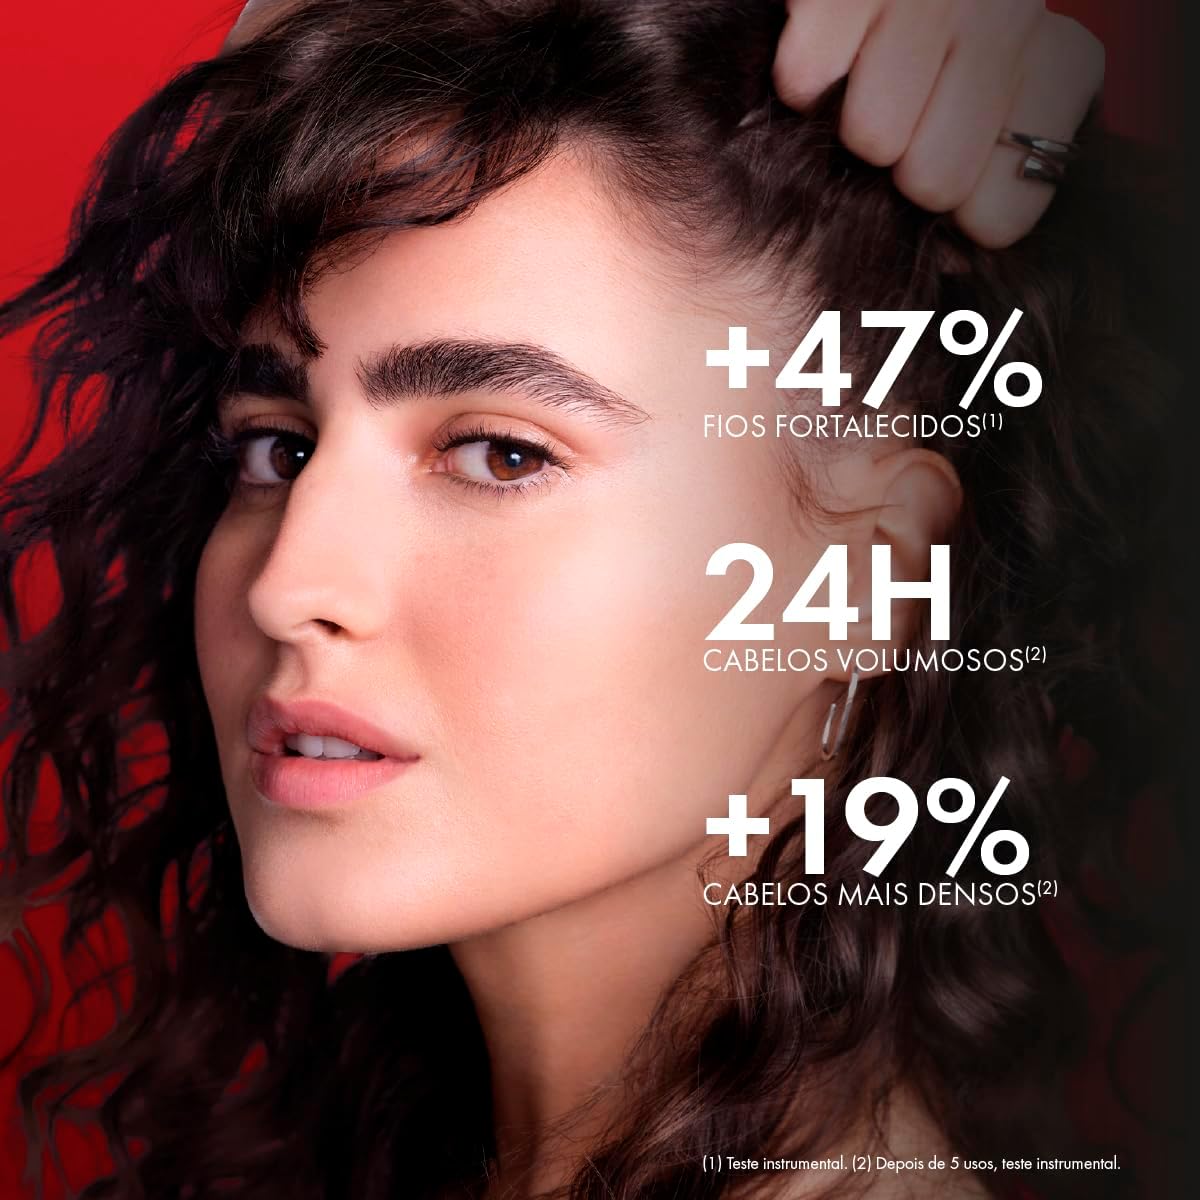 +47%
FIOS FORTALECIDOS(1)
24H
CABELOS VOLUMOSOS(2)
+19%
CABELOS MAIS DENSOS(2)
(1) Teste instrumental. (2) Depois de 5 usos, teste instrumental.